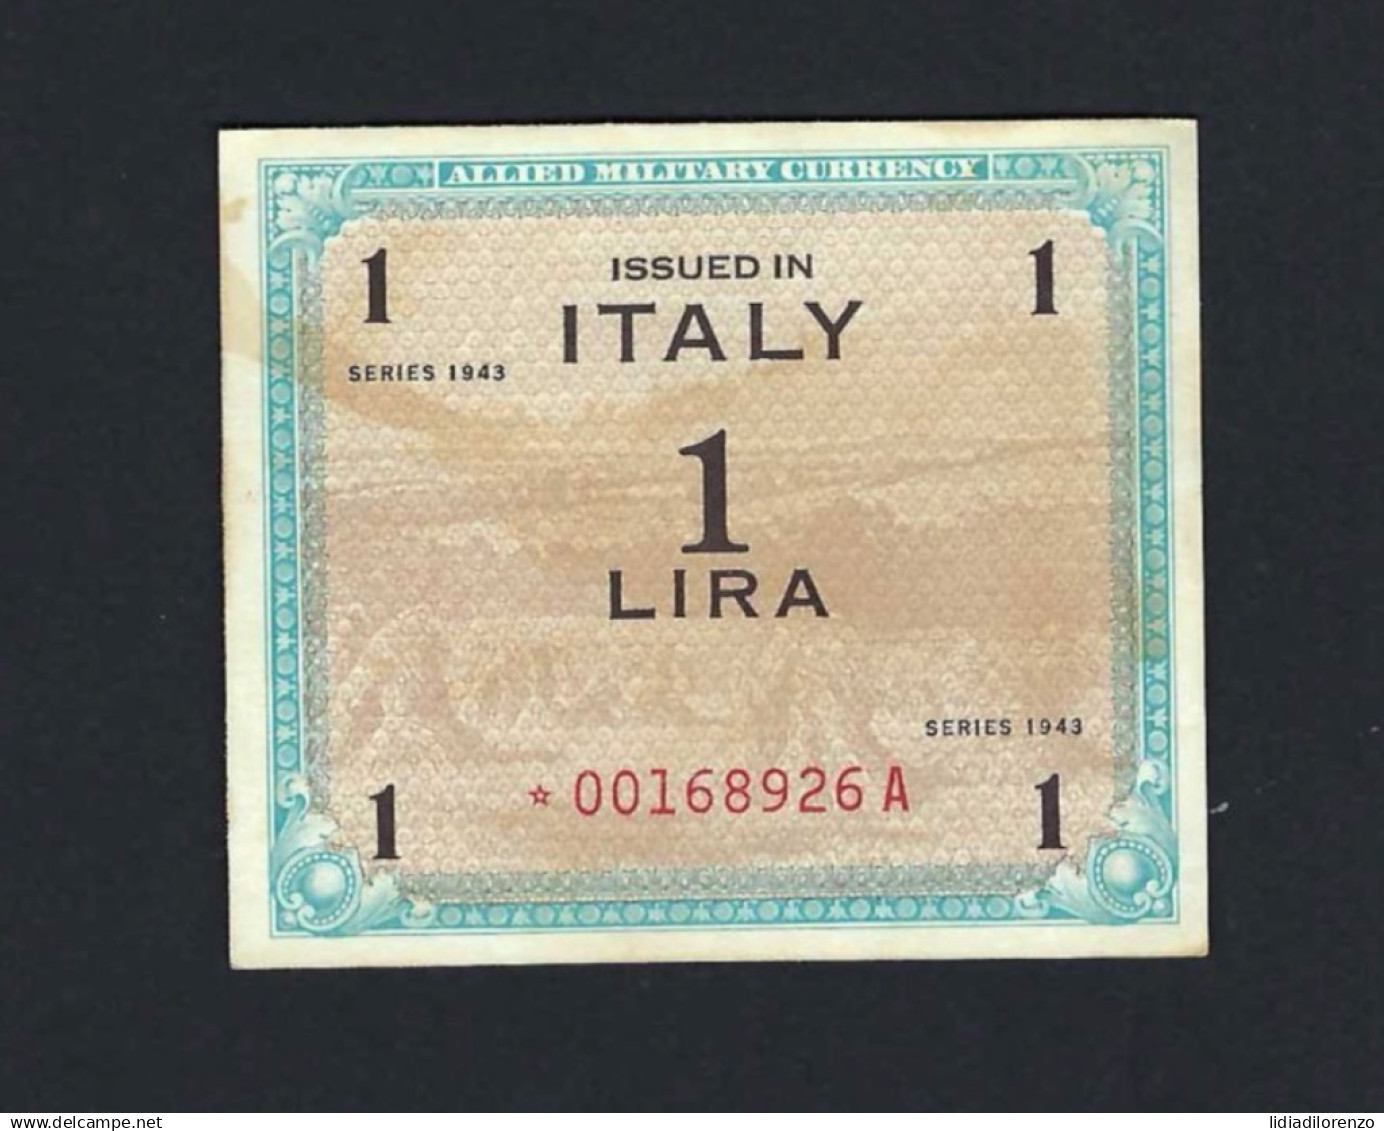 ALLIED MILITARY CURRENCY
1 ISSUED IN 1
ITALY
SERIES 1943
1
LIRA
SERIES 1943
☆ 00168926 A
1 1
www.delcampe.net
lidiadilorenzo